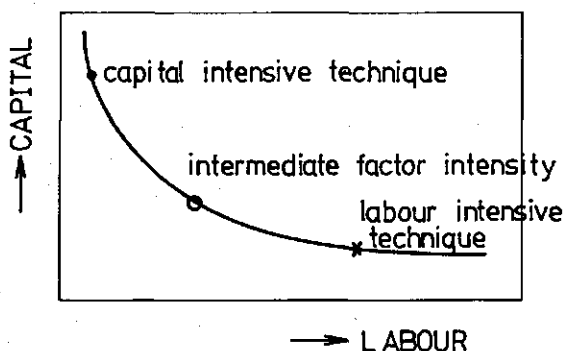 CAPITAL
capital intensive technique
intermediate factor intensity
labour intensive
technique
LABOUR